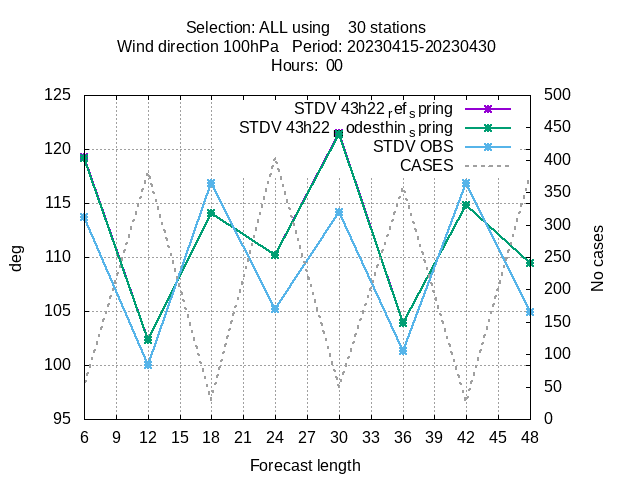 Selection: ALL using 30 stations
Wind direction 100hPa Period: 20230415-20230430
Hours: 00
STDV 43h22 ref spring
STDV 43h22 odesthin spring
STDV OBS
CASES
125
120
115
110
105
100
95
deg
500
450
400
350
300
250
200
150
100
50
0
No cases
6 9 12 15 18 21 24 27 30 33 36 39 42 45 48
Forecast length